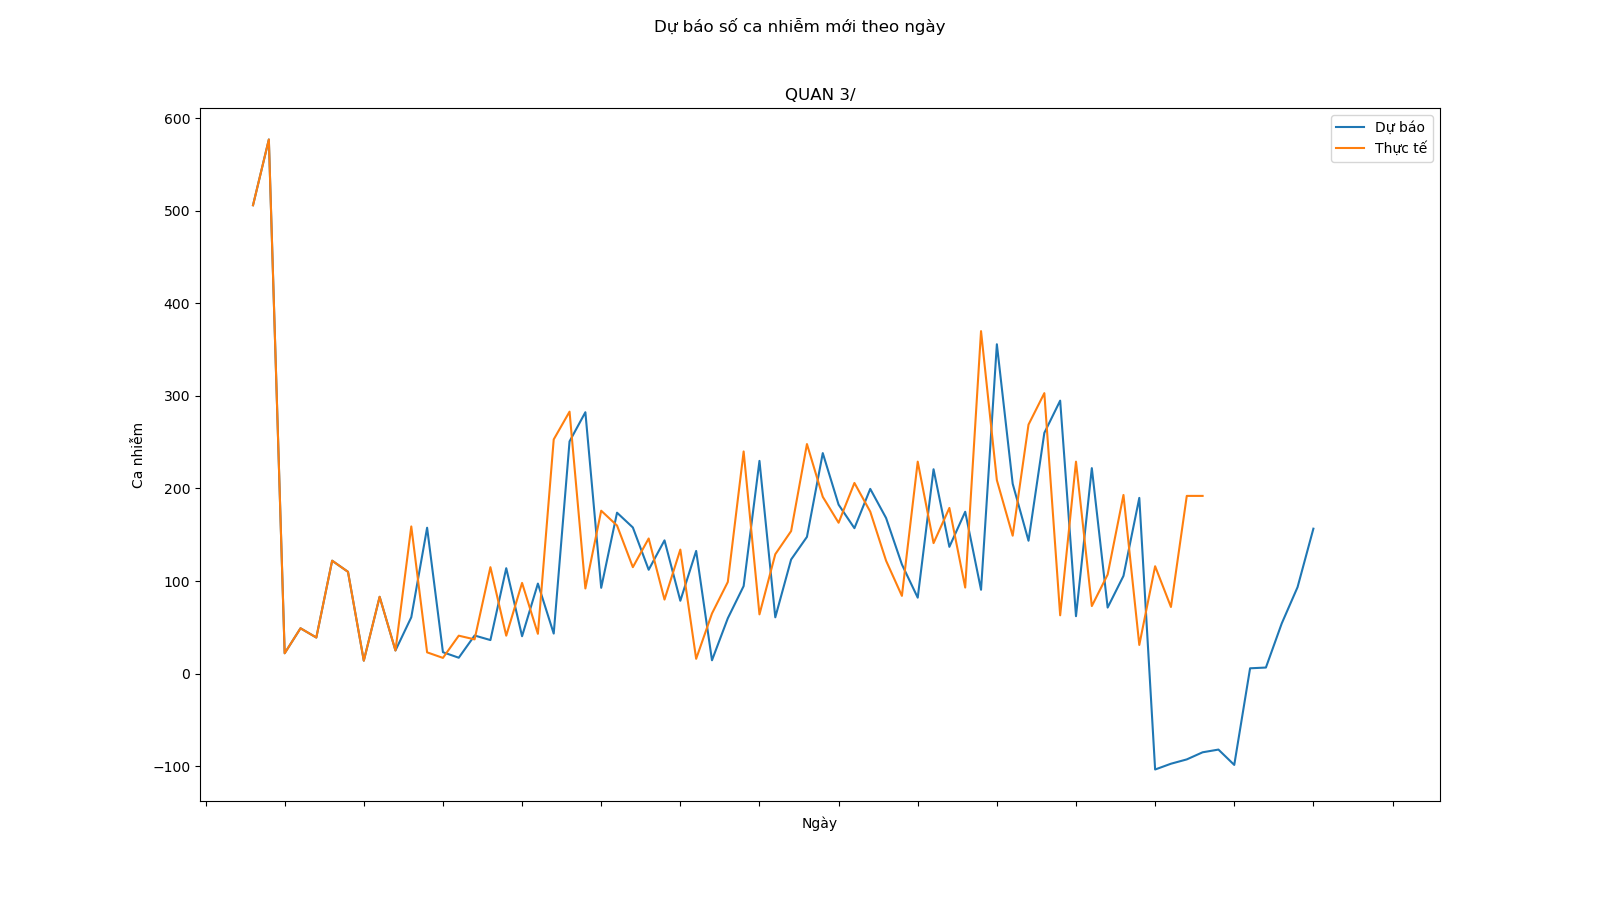 Dự báo số ca nhiễm mới theo ngày
QUAN 3/
Dự báo
Thực tế
600
500
400
300
200
100
0
−100
Ca nhiễm
Ngày